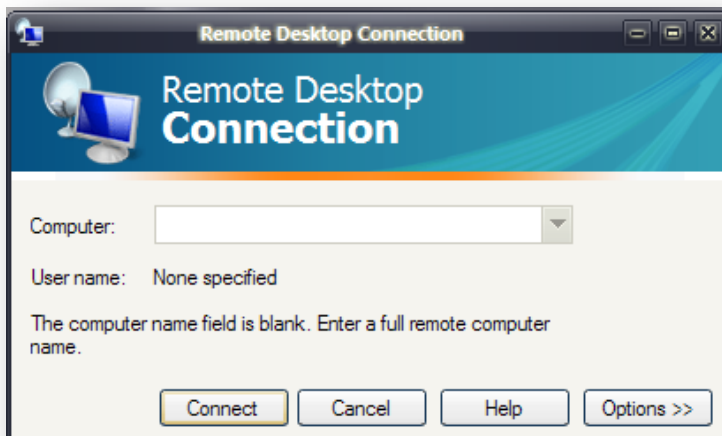 Remote Desktop Connection
Remote Desktop
Connection
Computer:
User name: None specified
The computer name field is blank. Enter a full remote computer
name.
Connect Cancel Help Options >>